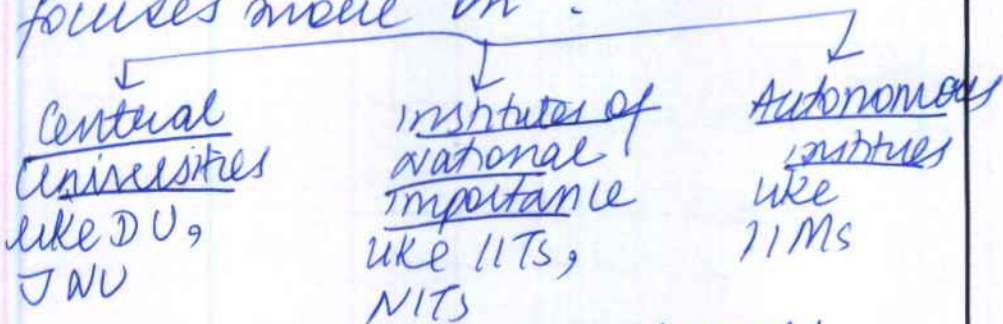 focuses more on :
Central
Universities
like DU,
JNU
institutes of
national
importance
like IITs,
NITs
Autonomous
institutes
like
IIMs